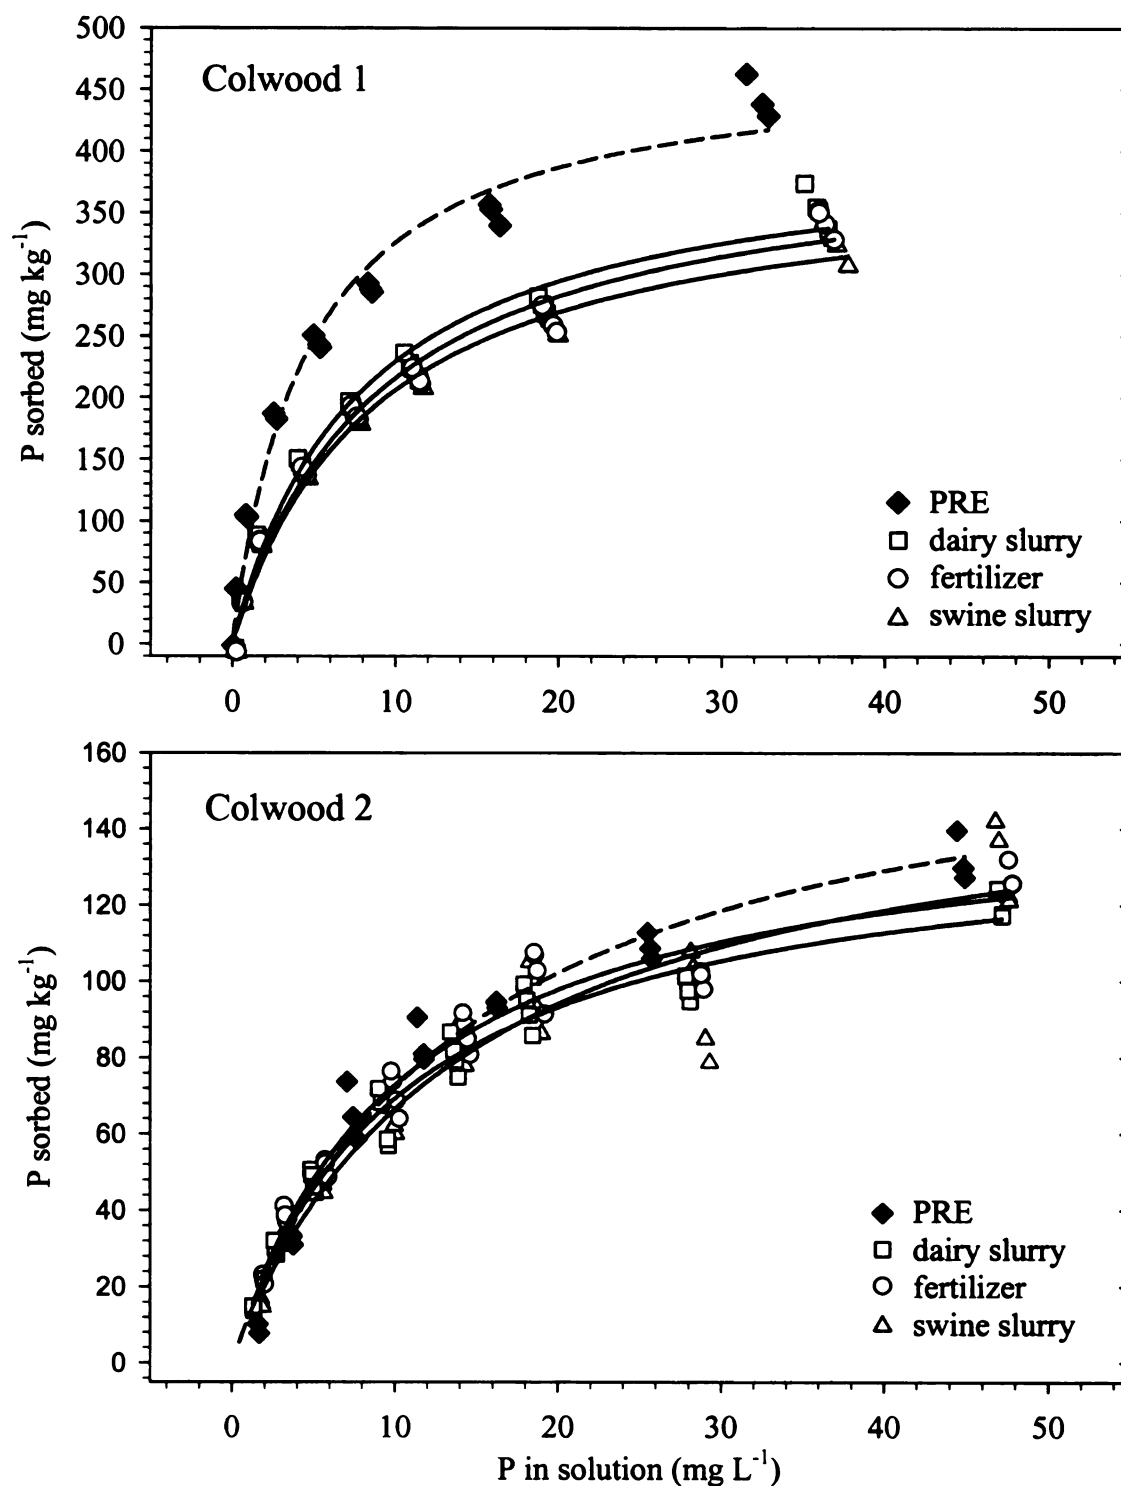 Colwood 1
P sorbed (mg kg⁻¹)
500
450
400
350
300
250
200
150
100
50
0
PRE
dairy slurry
fertilizer
swine slurry
0 10 20 30 40 50
Colwood 2
P sorbed (mg kg⁻¹)
160
140
120
100
80
60
40
20
0
PRE
dairy slurry
fertilizer
swine slurry
0 10 20 30 40 50
P in solution (mg L⁻¹)